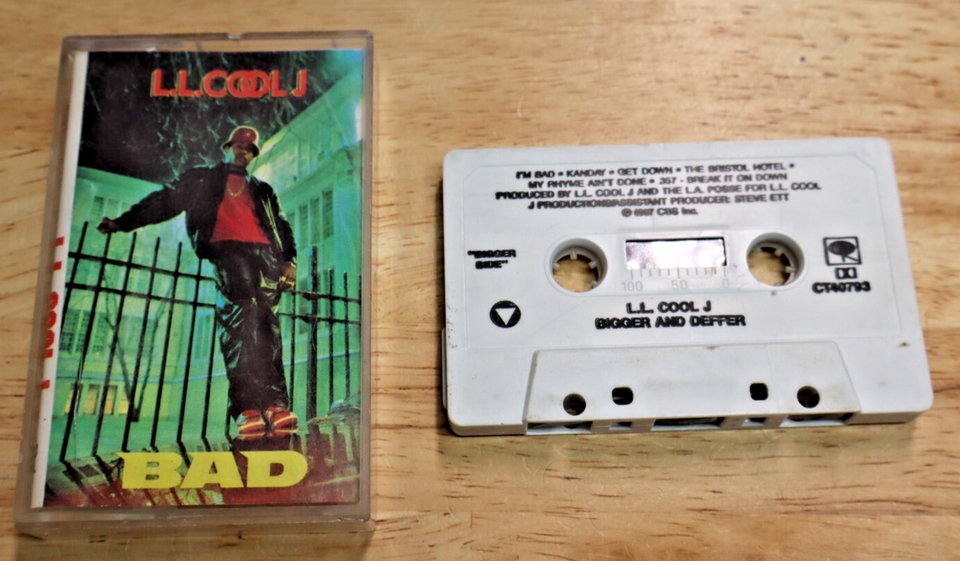 L.L.COOL J
BAD
I'M BAD • KANDAY • GET DOWN • THE BRISTOL HOTEL •
MY RHYME AIN'T DONE • .357 - BREAK IT ON DOWN
PRODUCED BY L.L. COOL J AND THE L.A. POSSE FOR L.L. COOL
J PRODUCTIONS/ASSISTANT PRODUCER: STEVE ETT
© 1987 CBS Inc.
"BIGGER
SIDE"
100 50 0
CT40793
L.L. COOL J
BIGGER AND DEFFER